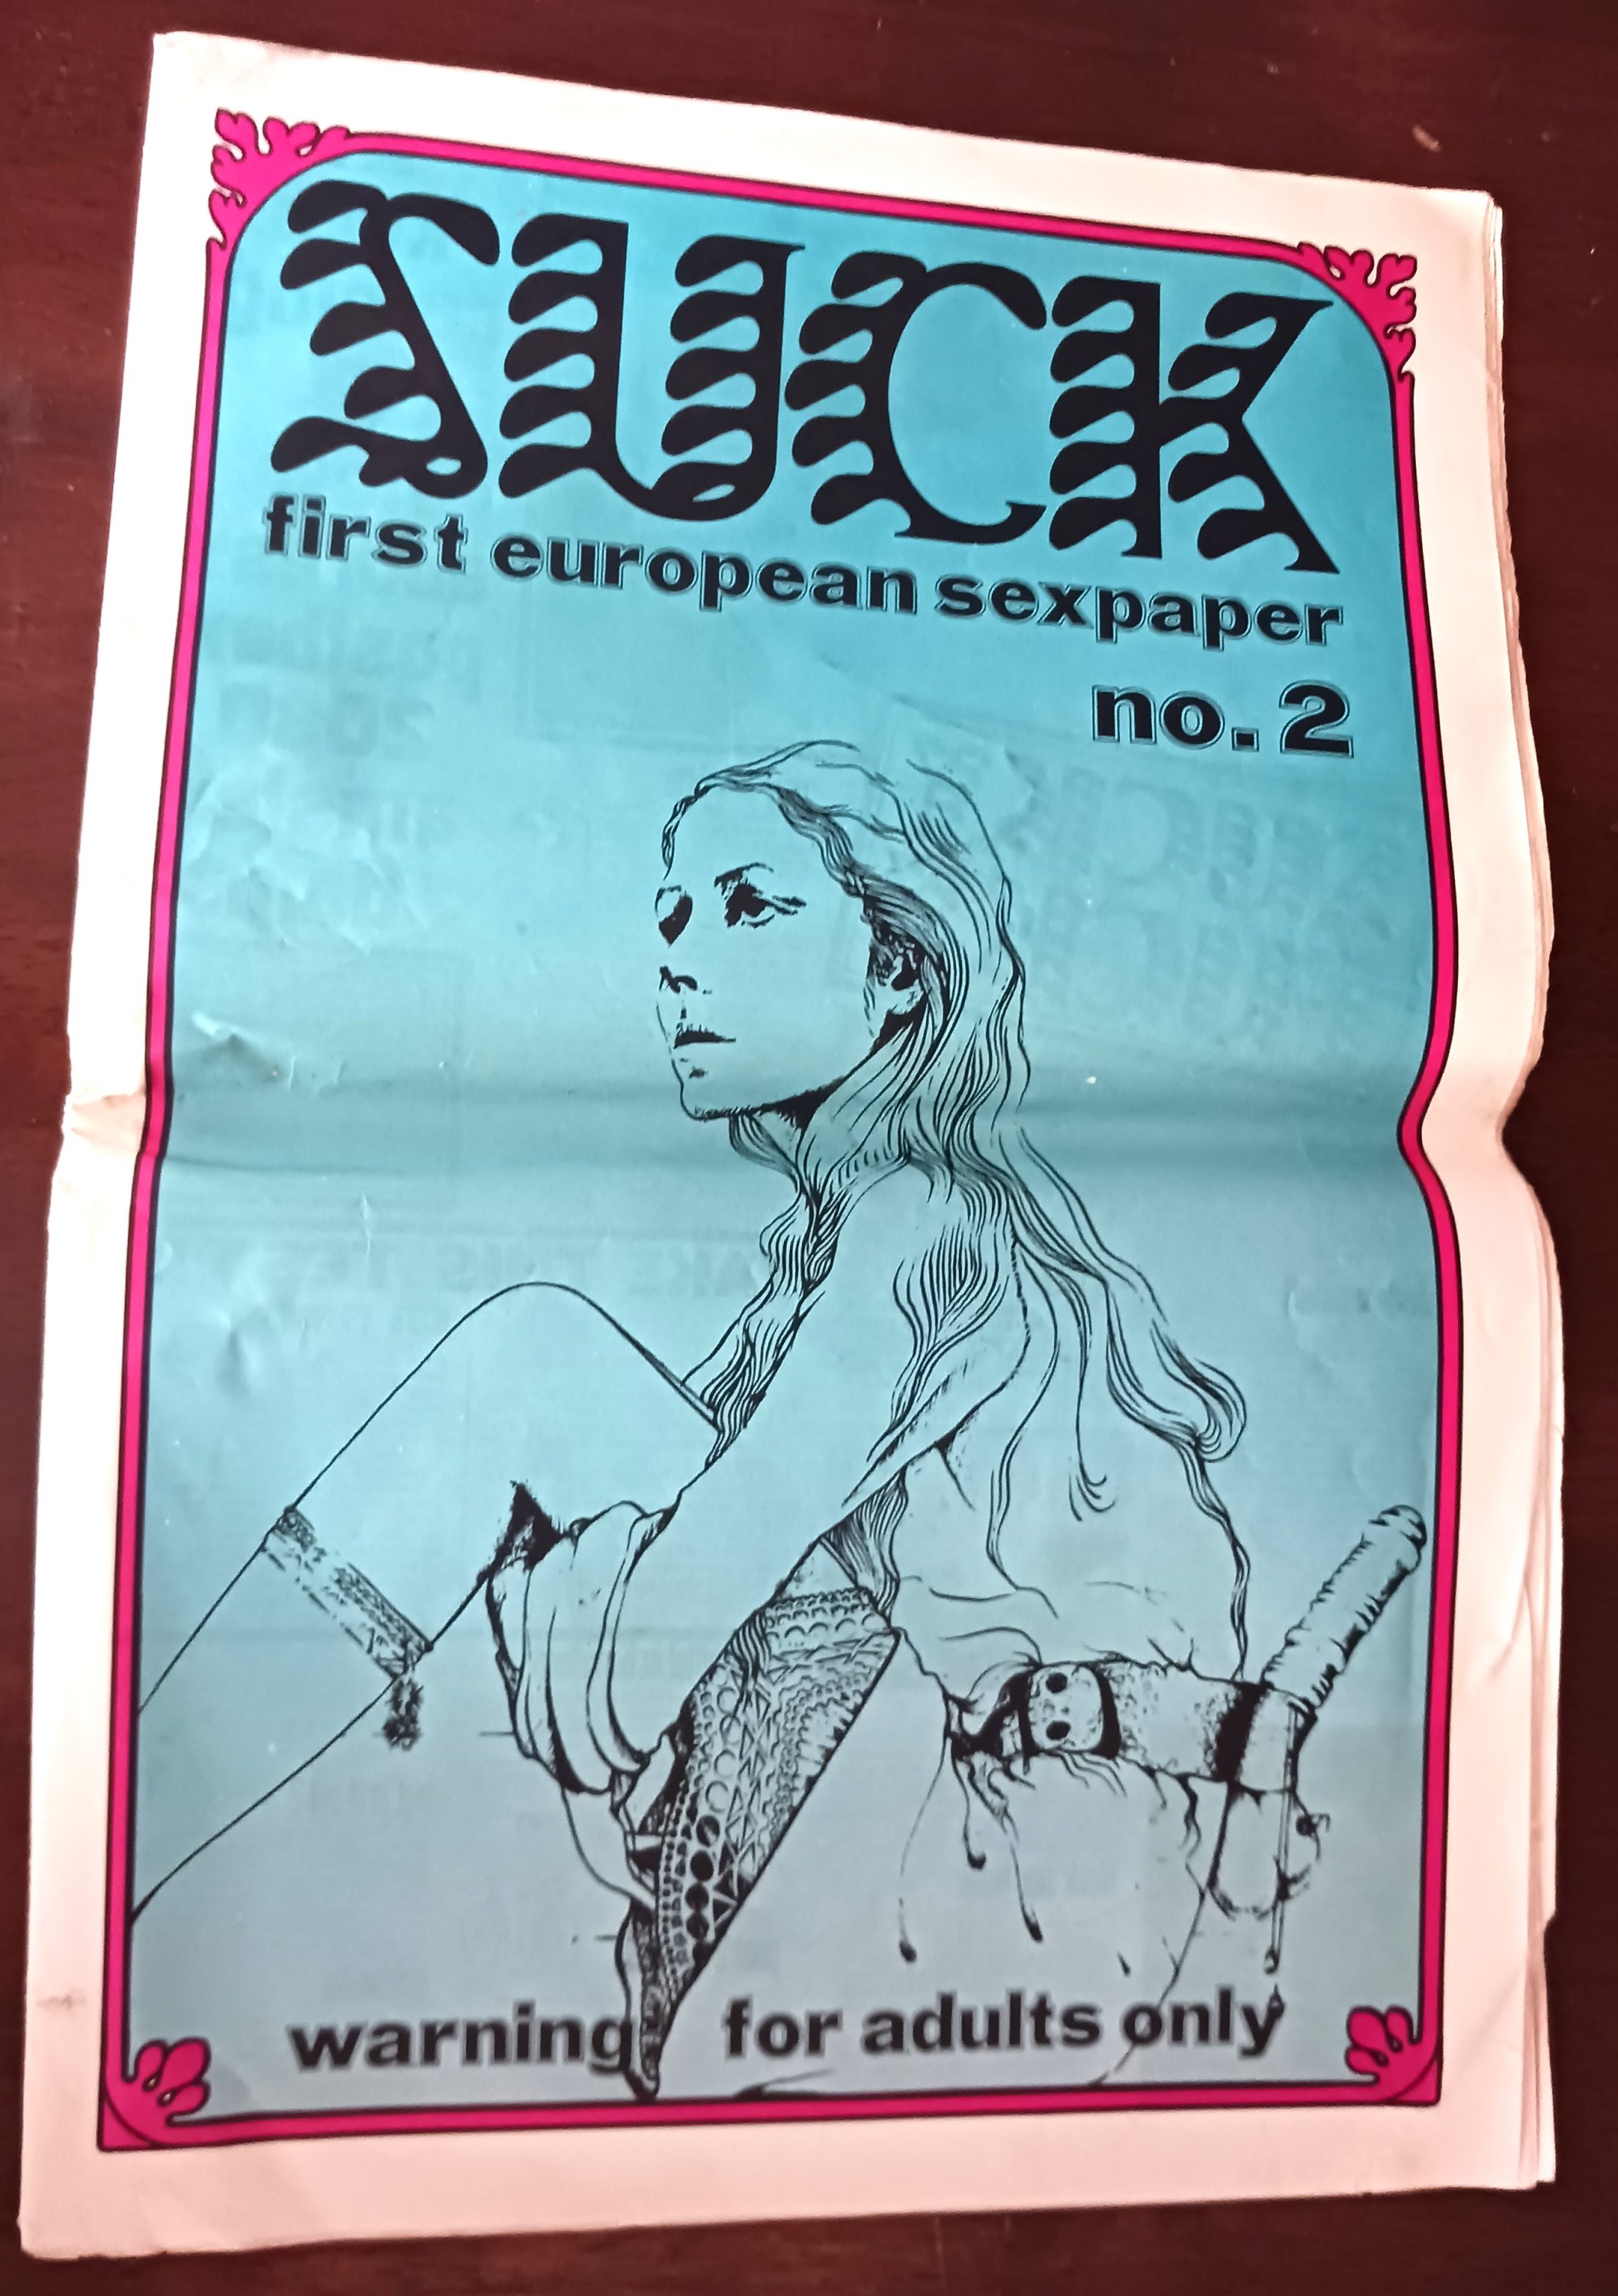 SUCK
first european sexpaper
no. 2
warning for adults only